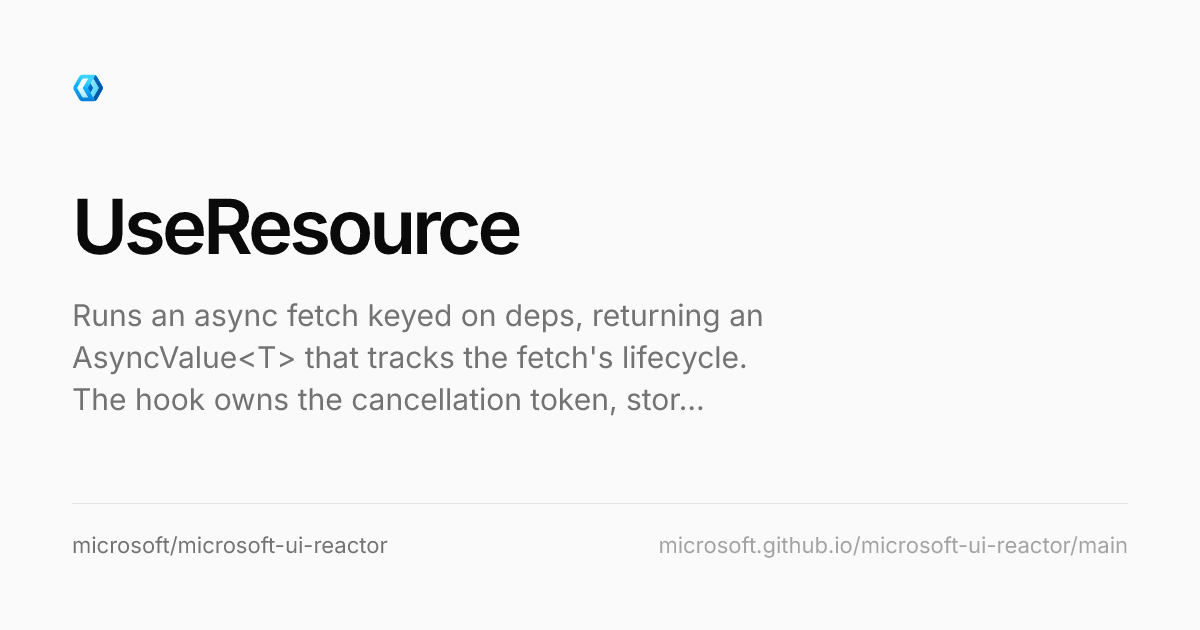 UseResource
Runs an async fetch keyed on deps, returning an
AsyncValue<T> that tracks the fetch's lifecycle.
The hook owns the cancellation token, stor...
microsoft/microsoft-ui-reactor
microsoft.github.io/microsoft-ui-reactor/main